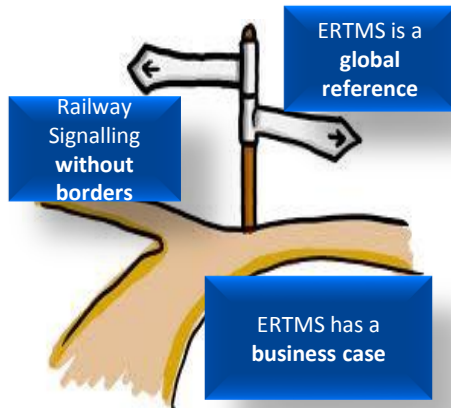 ERTMS is a
global
reference
Railway
Signalling
without
borders
ERTMS has a
business case